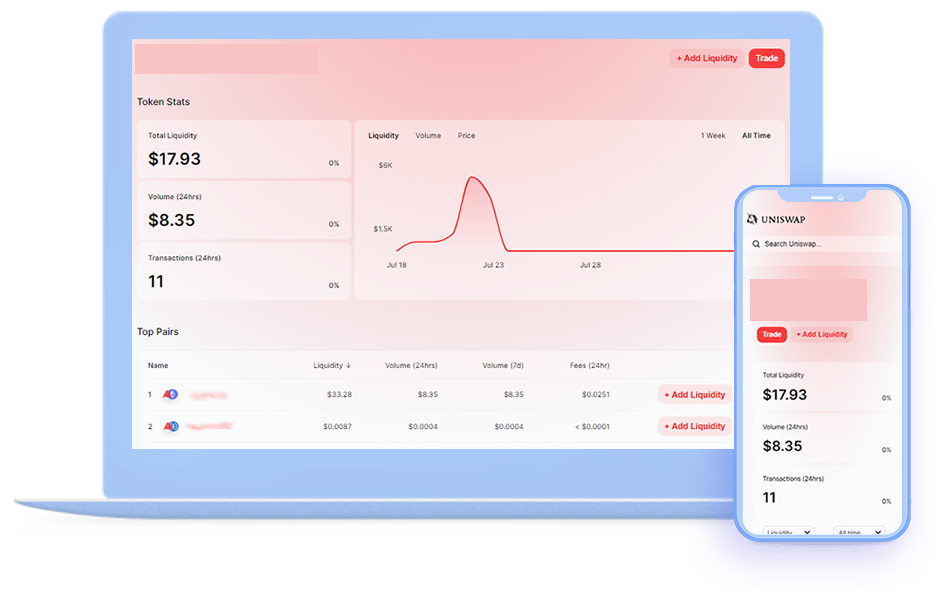 + Add Liquidity Trade
Token Stats
Total Liquidity
$17.93 0%
Volume (24hrs)
$8.35 0%
Transactions (24hrs)
11 0%
Liquidity Volume Price 1 Week All Time
$6K
$1.5K
Jul 18 Jul 23 Jul 28
Top Pairs
Name Liquidity ↓ Volume (24hrs) Volume (7d) Fees (24hr)
1 $33.28 $8.35 $8.35 $0.0251 + Add Liquidity
2 $0.0087 $0.0004 $0.0004 < $0.0001 + Add Liquidity
UNISWAP
Search Uniswap...
Trade + Add Liquidity
Total Liquidity
$17.93 0%
Volume (24hrs)
$8.35 0%
Transactions (24hrs)
11 0%
Liquidity All time